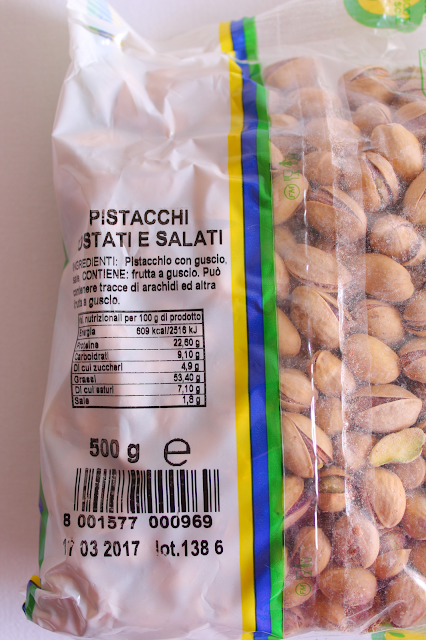 PISTACCHI
OSTATI E SALATI
INGREDIENTI: Pistacchio con guscio,
sale. CONTIENE: frutta a guscio. Può
contenere tracce di arachidi ed altra
frutta a guscio.
nutrizionali per 100 g di prodotto
Energia 609 kcal/2516 kJ
Proteine 22,60 g
Carboidrati 9,10 g
Di cui zuccheri 4,9 g
Grassi 53,40 g
Di cui saturi 7,10 g
Sale 1,8 g
500 g e
8 001577 000969
17 03 2017 lot.138 6